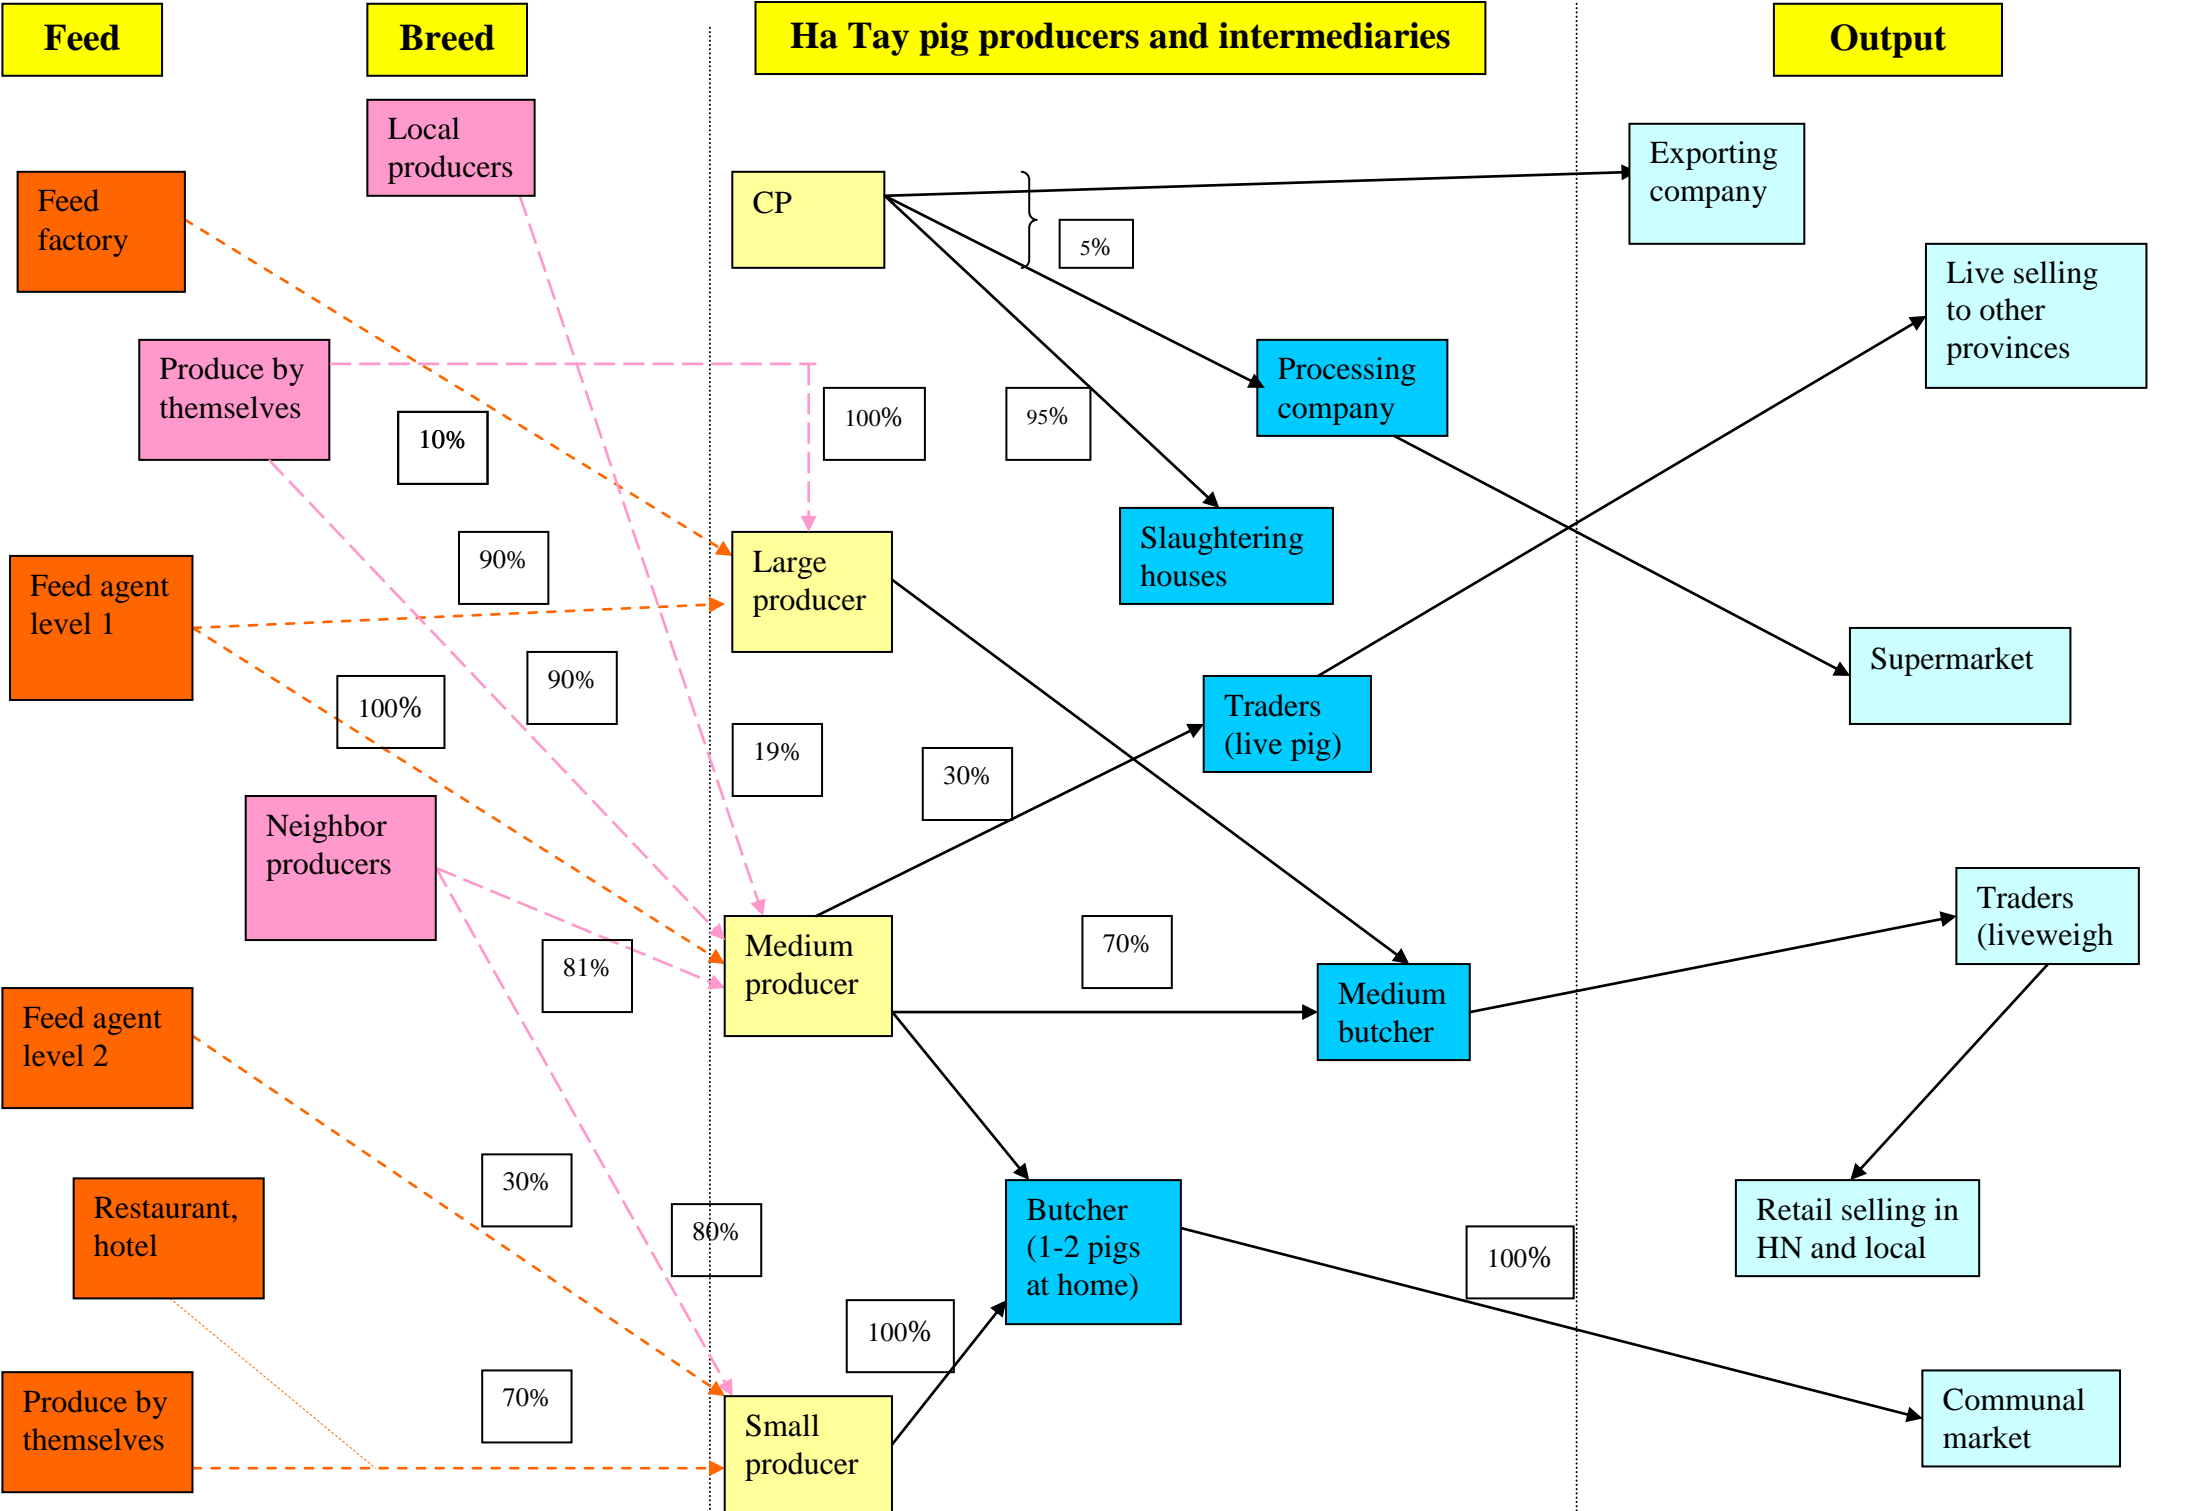 Feed
Breed
Ha Tay pig producers and intermediaries
Output
Local
producers
Exporting
company
Feed
factory
CP
5%
Live selling
to other
provinces
Produce by
themselves
10%
100%
95%
Processing
company
90%
Large
producer
Slaughtering
houses
Feed agent
level 1
90%
100%
19%
30%
Traders
(live pig)
Supermarket
Neighbor
producers
81%
Medium
producer
70%
Medium
butcher
Traders
(liveweigh
Feed agent
level 2
30%
80%
Restaurant,
hotel
Butcher
(1-2 pigs
at home)
100%
Retail selling in
HN and local
100%
Produce by
themselves
70%
Small
producer
Communal
market